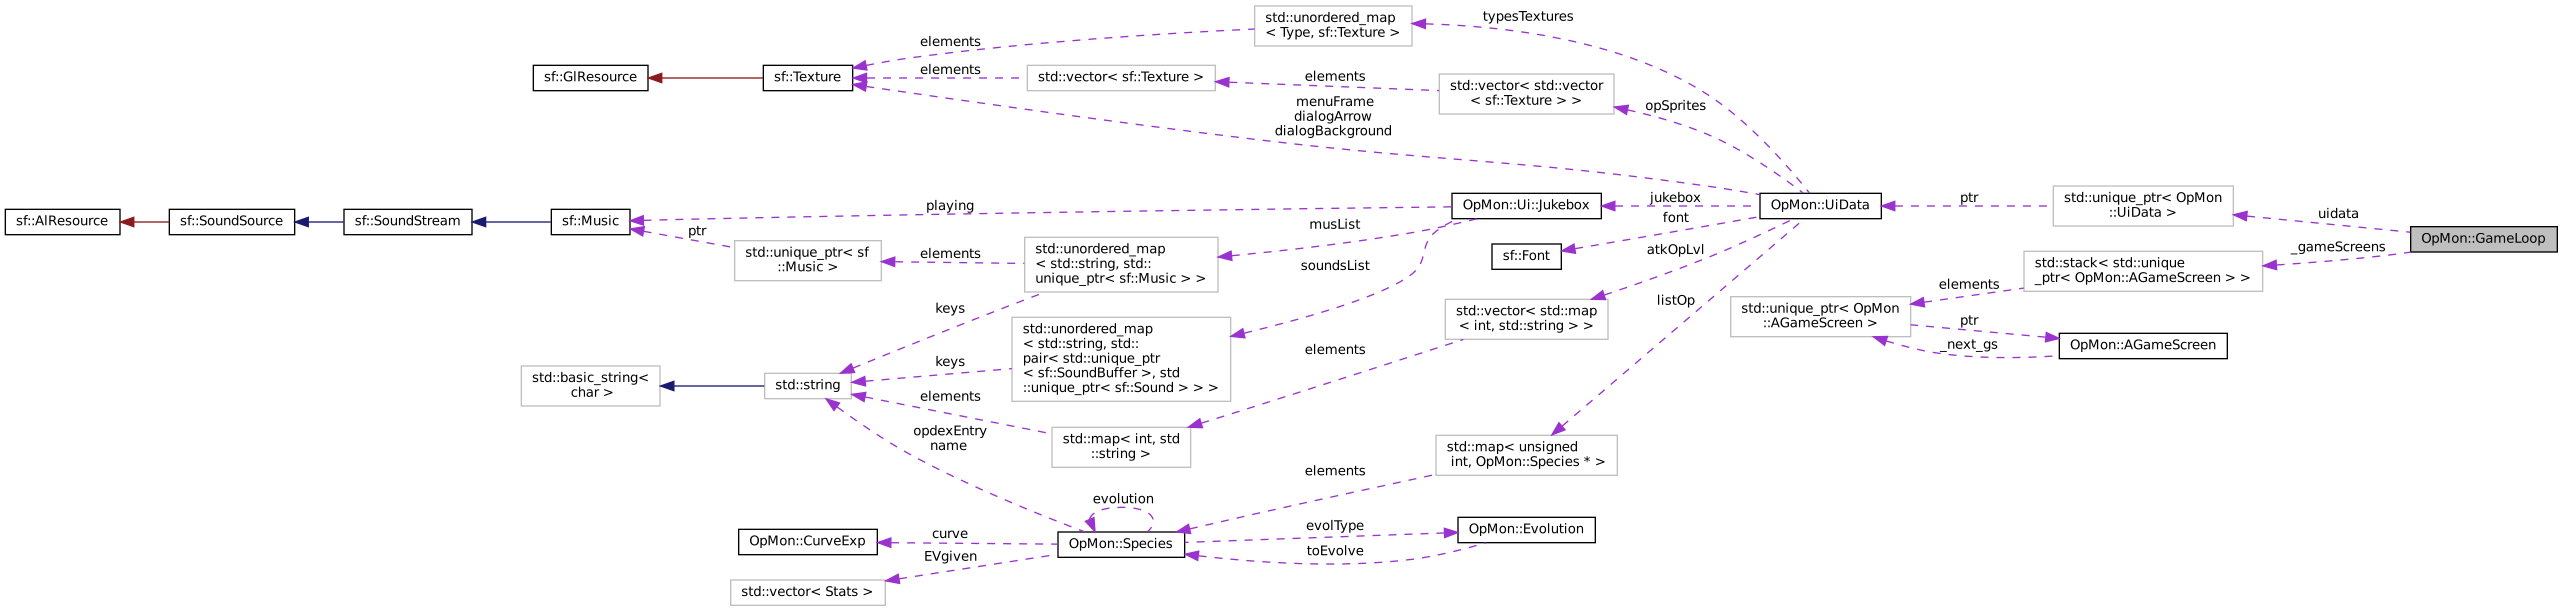 std::unordered_map
< Type, sf::Texture >
typesTextures
elements
sf::GlResource
sf::Texture
elements
std::vector< sf::Texture >
elements
std::vector< std::vector
< sf::Texture > >
opSprites
menuFrame
dialogArrow
dialogBackground
sf::AlResource
sf::SoundSource
sf::SoundStream
sf::Music
playing
ptr
std::unique_ptr< sf
::Music >
elements
std::unordered_map
< std::string, std::
unique_ptr< sf::Music > >
musList
soundsList
OpMon::Ui::Jukebox
jukebox
font
sf::Font
atkOpLvl
listOp
OpMon::UiData
ptr
std::unique_ptr< OpMon
::UiData >
uidata
OpMon::GameLoop
_gameScreens
std::stack< std::unique
_ptr< OpMon::AGameScreen > >
elements
std::unique_ptr< OpMon
::AGameScreen >
ptr
_next_gs
OpMon::AGameScreen
std::vector< std::map
< int, std::string > >
elements
keys
std::unordered_map
< std::string, std::
pair< std::unique_ptr
< sf::SoundBuffer >, std
::unique_ptr< sf::Sound > > >
keys
std::basic_string<
char >
std::string
elements
std::map< int, std
::string >
opdexEntry
name
std::map< unsigned
int, OpMon::Species * >
elements
evolution
OpMon::Species
evolType
toEvolve
OpMon::Evolution
OpMon::CurveExp
curve
EVgiven
std::vector< Stats >